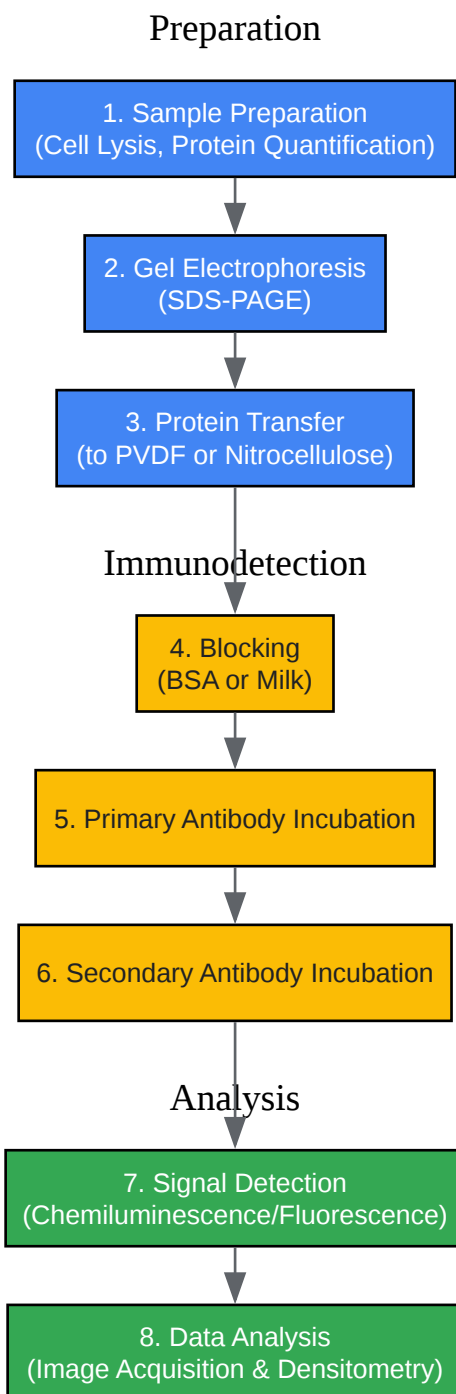 Preparation
1. Sample Preparation
(Cell Lysis, Protein Quantification)
2. Gel Electrophoresis
(SDS-PAGE)
3. Protein Transfer
(to PVDF or Nitrocellulose)
Immunodetection
4. Blocking
(BSA or Milk)
5. Primary Antibody Incubation
6. Secondary Antibody Incubation
Analysis
7. Signal Detection
(Chemiluminescence/Fluorescence)
8. Data Analysis
(Image Acquisition & Densitometry)